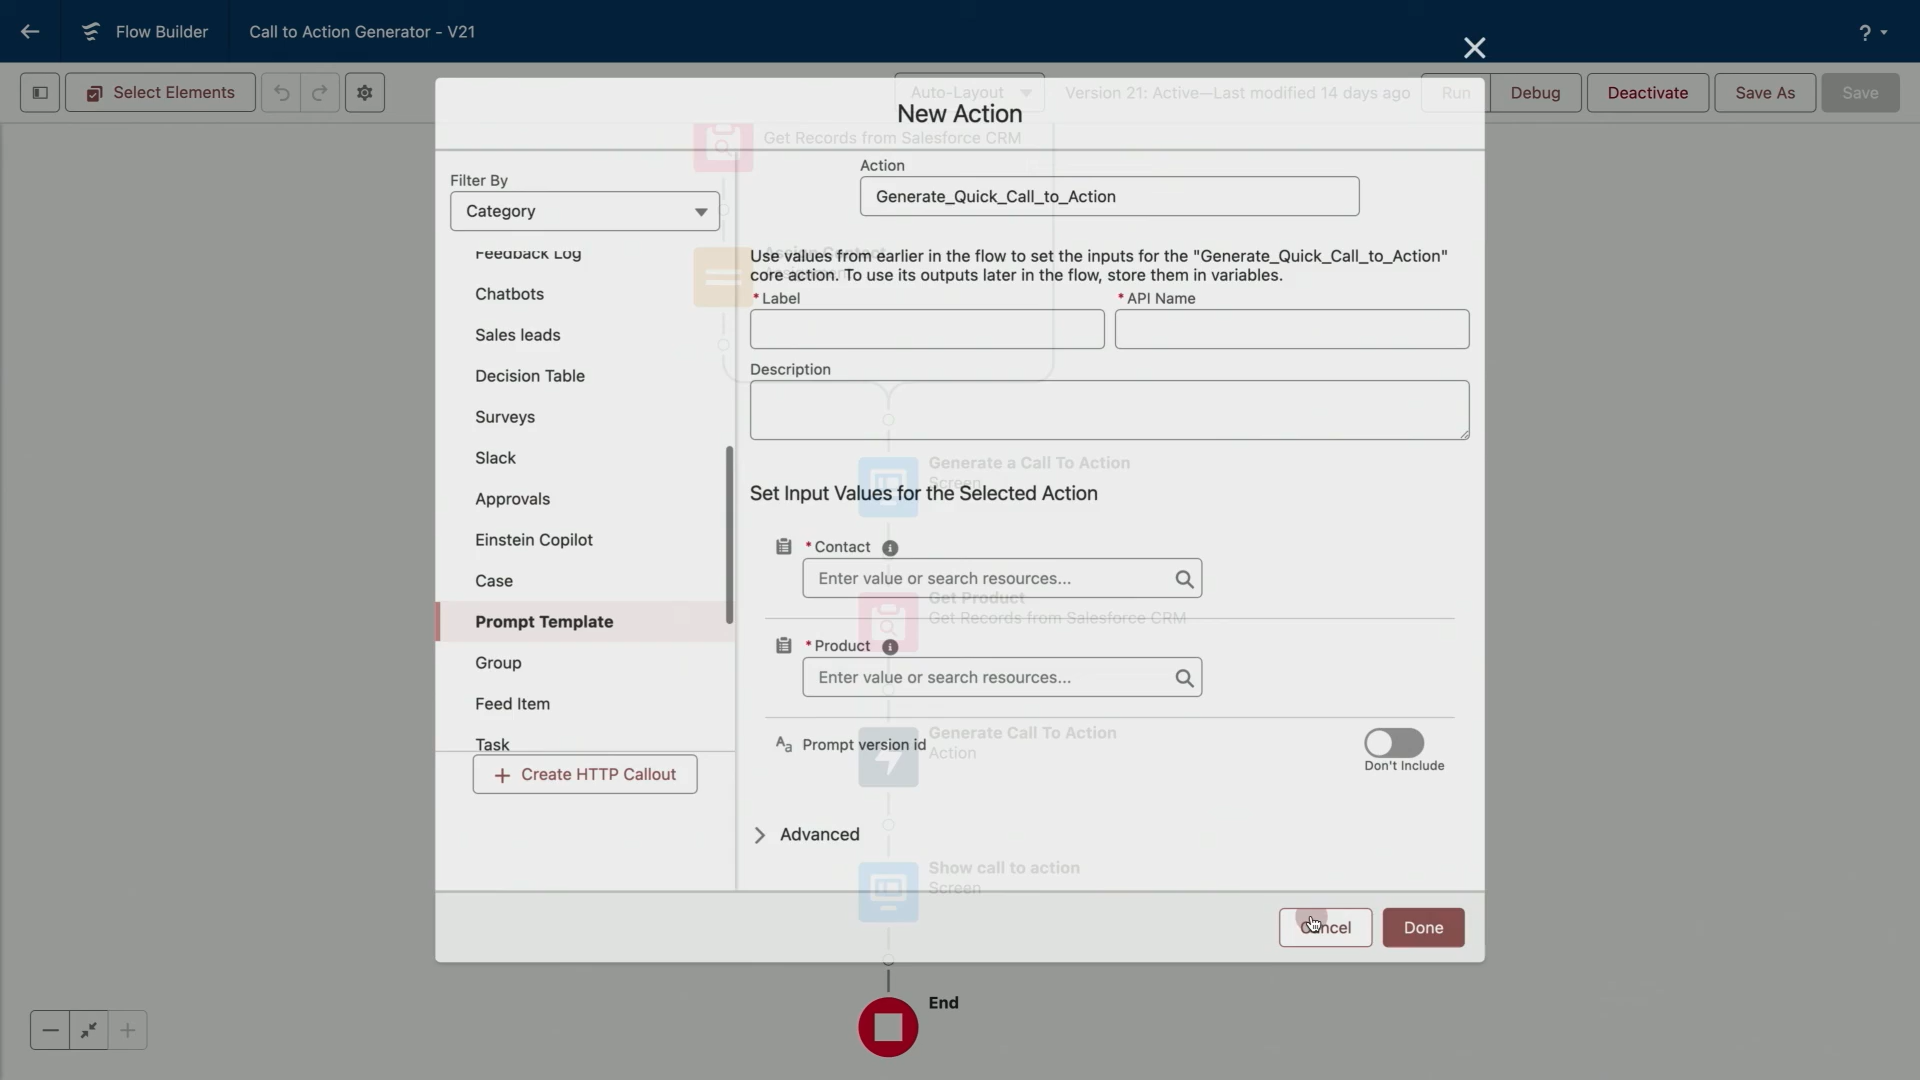 Flow Builder
Call to Action Generator - V21
?
Select Elements
Auto-Layout
Version 21: Active—Last modified 14 days ago
Run
Debug
Deactivate
Save As
Save
New Action
Get Records from Salesforce CRM
Filter By
Category
Feedback Log
Chatbots
Sales leads
Decision Table
Surveys
Slack
Approvals
Einstein Copilot
Case
Prompt Template
Group
Feed Item
Task
+ Create HTTP Callout
Action
Generate_Quick_Call_to_Action
Assign Contact
Assignment
Use values from earlier in the flow to set the inputs for the "Generate_Quick_Call_to_Action"
core action. To use its outputs later in the flow, store them in variables.
* Label
* API Name
Description
Generate a Call To Action
Screen
Set Input Values for the Selected Action
* Contact
Enter value or search resources...
Get Product
Get Records from Salesforce CRM
* Product
Enter value or search resources...
Generate Call To Action
Action
Aa Prompt version id
Don't Include
Advanced
Show call to action
Screen
Cancel
Done
End